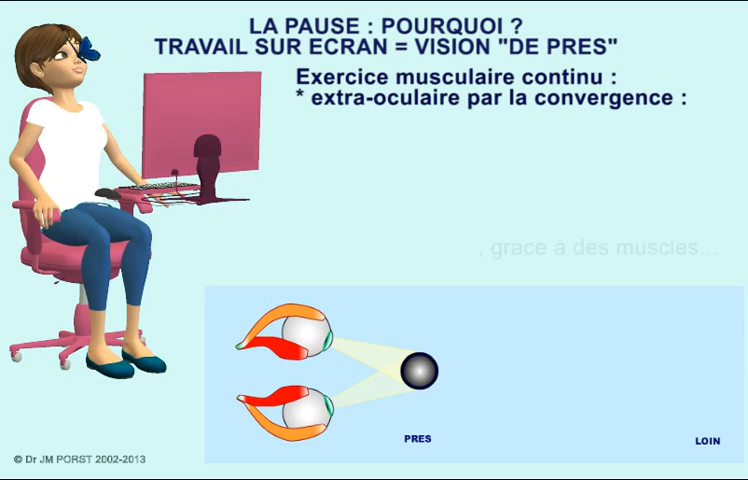 LA PAUSE : POURQUOI ?
TRAVAIL SUR ECRAN = VISION "DE PRES"
Exercice musculaire continu :
* extra-oculaire par la convergence :
, grace à des muscles...
PRES
LOIN
© Dr JM PORST 2002-2013